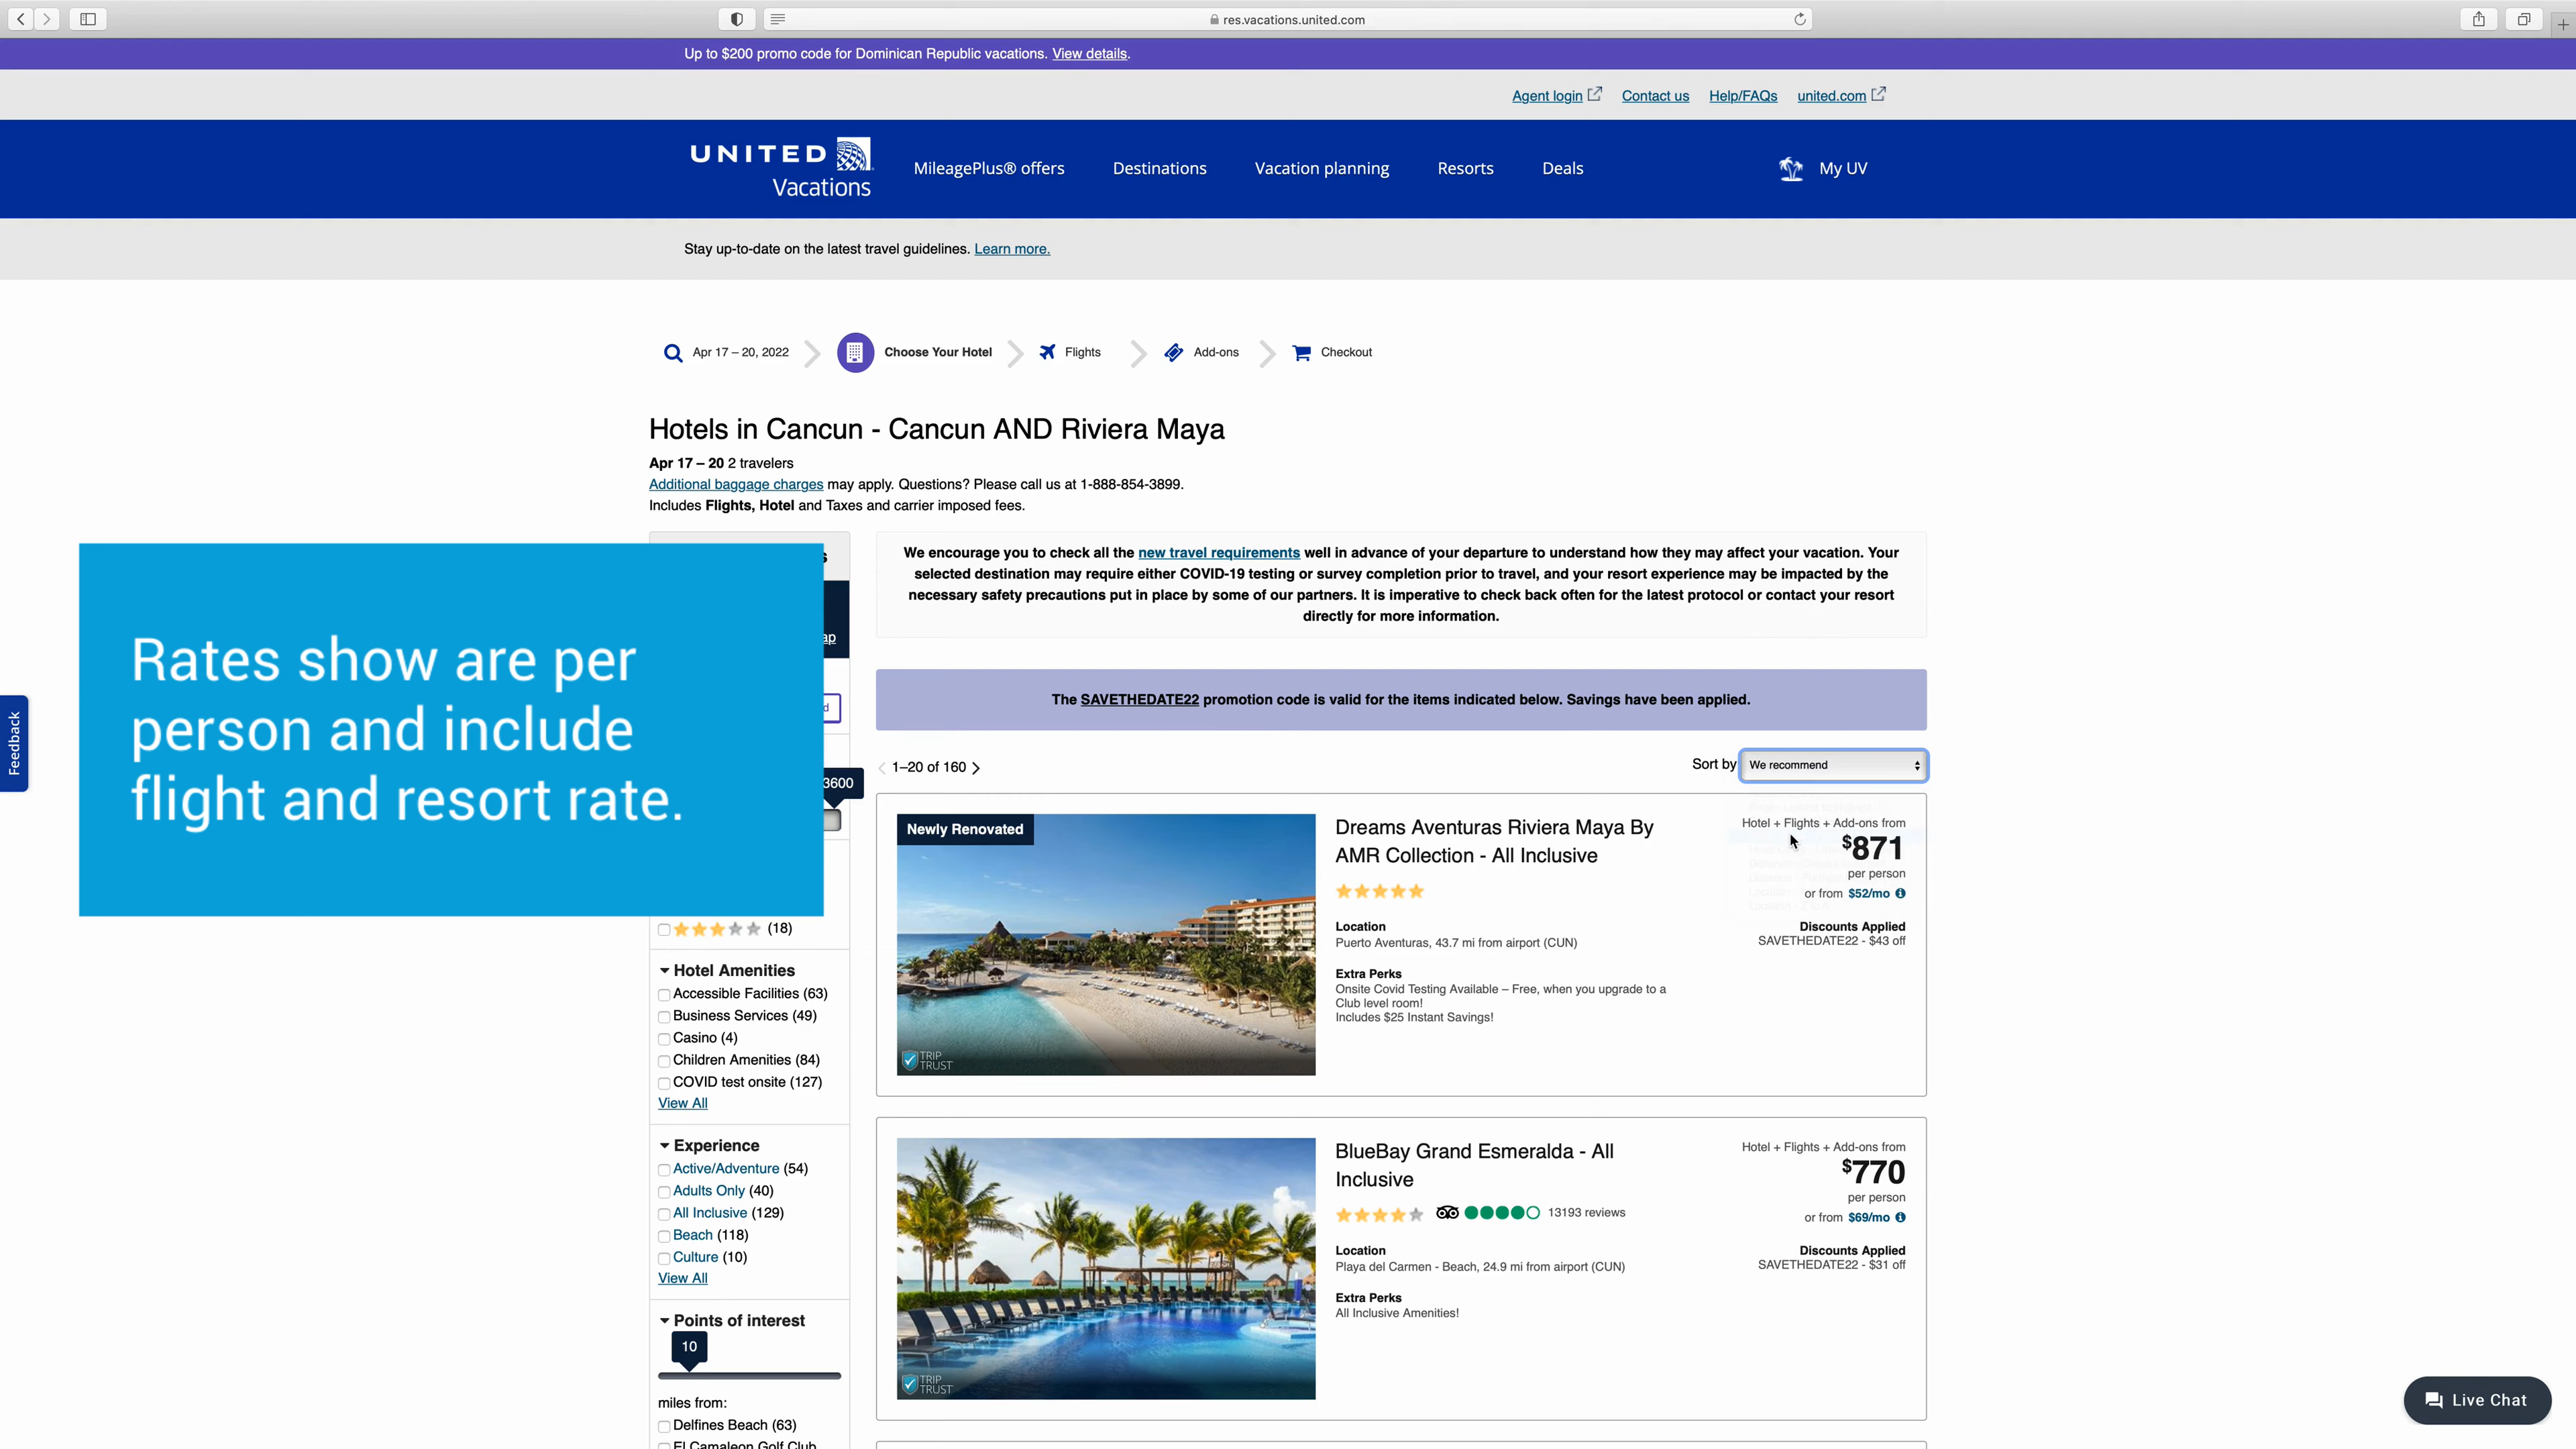 res.vacations.united.com
Up to $200 promo code for Dominican Republic vacations. View details.
Agent login
Contact us
Help/FAQs
united.com
UNITED
Vacations
MileagePlus® offers
Destinations
Vacation planning
Resorts
Deals
My UV
Stay up-to-date on the latest travel guidelines. Learn more.
Apr 17 – 20, 2022
Choose Your Hotel
Flights
Add-ons
Checkout
Hotels in Cancun - Cancun AND Riviera Maya
Apr 17 – 20 2 travelers
Additional baggage charges may apply. Questions? Please call us at 1-888-854-3899.
Includes Flights, Hotel and Taxes and carrier imposed fees.
Rates show are per
person and include
flight and resort rate.
Feedback
3600
(18)
Hotel Amenities
Accessible Facilities (63)
Business Services (49)
Casino (4)
Children Amenities (84)
COVID test onsite (127)
View All
Experience
Active/Adventure (54)
Adults Only (40)
All Inclusive (129)
Beach (118)
Culture (10)
View All
Points of interest
10
miles from:
Delfines Beach (63)
El Camaleon Golf Club
We encourage you to check all the new travel requirements well in advance of your departure to understand how they may affect your vacation. Your
selected destination may require either COVID-19 testing or survey completion prior to travel, and your resort experience may be impacted by the
necessary safety precautions put in place by some of our partners. It is imperative to check back often for the latest protocol or contact your resort
directly for more information.
The SAVETHEDATE22 promotion code is valid for the items indicated below. Savings have been applied.
1–20 of 160
Sort by
We recommend
Newly Renovated
TRIP
TRUST
Dreams Aventuras Riviera Maya By
AMR Collection - All Inclusive
Location
Puerto Aventuras, 43.7 mi from airport (CUN)
Extra Perks
Onsite Covid Testing Available – Free, when you upgrade to a
Club level room!
Includes $25 Instant Savings!
Hotel + Flights + Add-ons from
$871
per person
or from $52/mo
Discounts Applied
SAVETHEDATE22 - $43 off
TRIP
TRUST
BlueBay Grand Esmeralda - All
Inclusive
13193 reviews
Location
Playa del Carmen - Beach, 24.9 mi from airport (CUN)
Extra Perks
All Inclusive Amenities!
Hotel + Flights + Add-ons from
$770
per person
or from $69/mo
Discounts Applied
SAVETHEDATE22 - $31 off
Live Chat